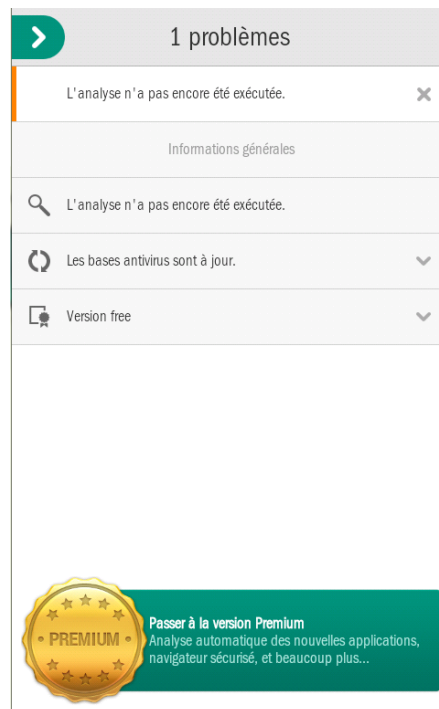 1 problèmes
L'analyse n'a pas encore été exécutée.
Informations générales
L'analyse n'a pas encore été exécutée.
Les bases antivirus sont à jour.
Version free
PREMIUM
Passer à la version Premium
Analyse automatique des nouvelles applications,
navigateur sécurisé, et beaucoup plus...